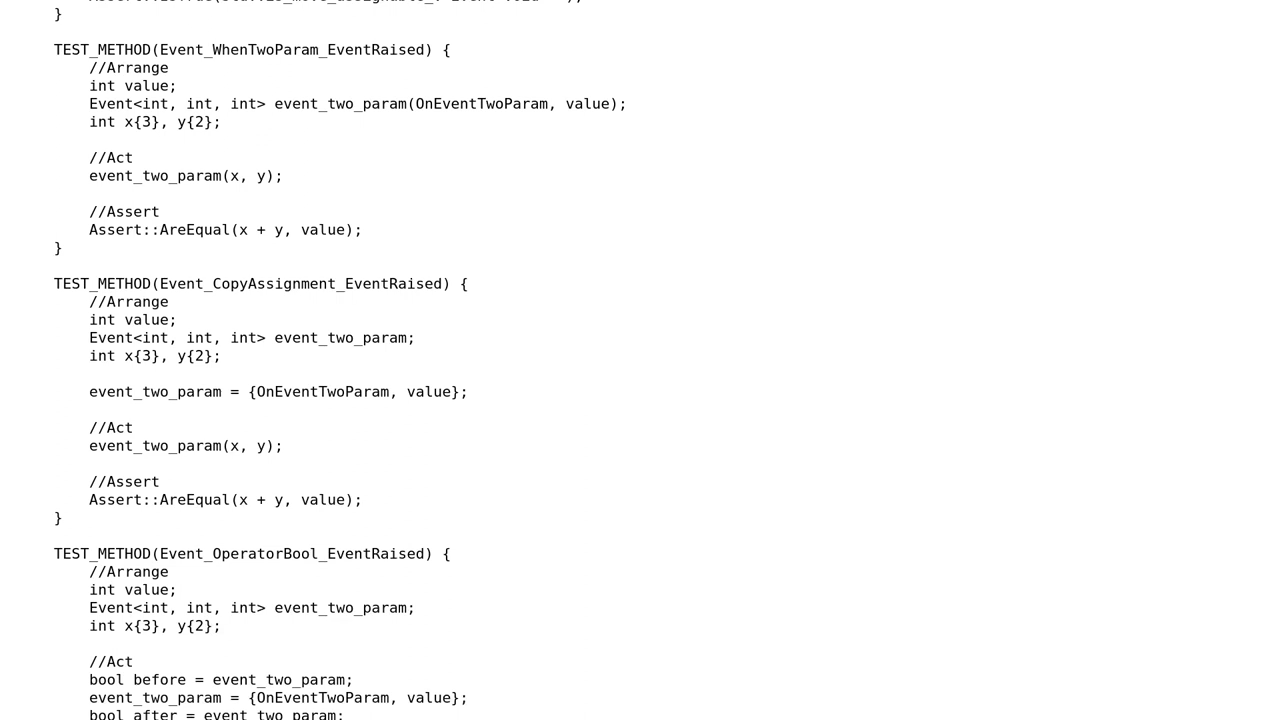 }
TEST_METHOD(Event_WhenTwoParam_EventRaised) {
//Arrange
int value;
Event<int, int, int> event_two_param(OnEventTwoParam, value);
int x{3}, y{2};
//Act
event_two_param(x, y);
//Assert
Assert::AreEqual(x + y, value);
}
TEST_METHOD(Event_CopyAssignment_EventRaised) {
//Arrange
int value;
Event<int, int, int> event_two_param;
int x{3}, y{2};
event_two_param = {OnEventTwoParam, value};
//Act
event_two_param(x, y);
//Assert
Assert::AreEqual(x + y, value);
}
TEST_METHOD(Event_OperatorBool_EventRaised) {
//Arrange
int value;
Event<int, int, int> event_two_param;
int x{3}, y{2};
//Act
bool before = event_two_param;
event_two_param = {OnEventTwoParam, value};
bool after = event_two_param;